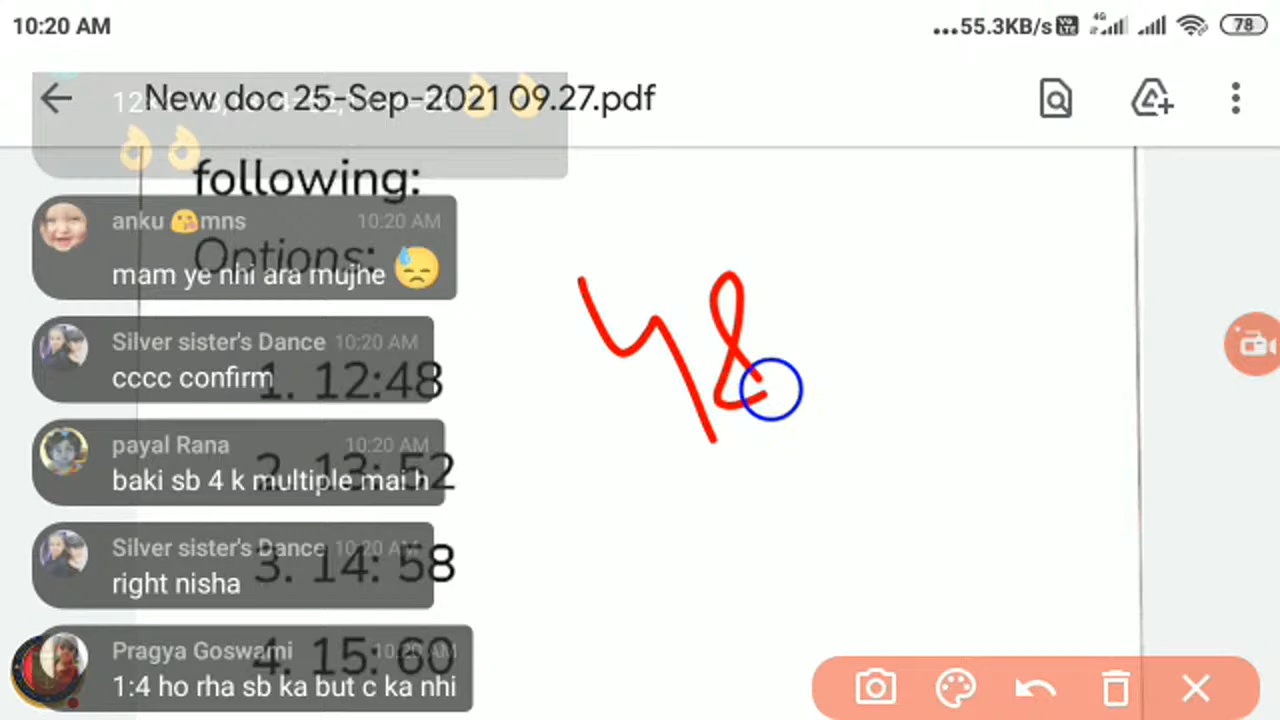 10:20 AM
...55.3KB/s VO LTE 4G 78
New doc 25-Sep-2021 09.27.pdf
following:
anku 😘mns 10:20 AM
Options:
mam ye nhi ara mujhe 😓
Silver sister's Dance 10:20 AM
cccc confirm
1. 12:48
payal Rana 10:20 AM
baki sb 4 k multiple mai h
2. 13: 52
Silver sister's Dance 10:20 AM
right nisha
3. 14: 58
Pragya Goswami 10:20 AM
1:4 ho rha sb ka but c ka nhi
4. 15: 60
48